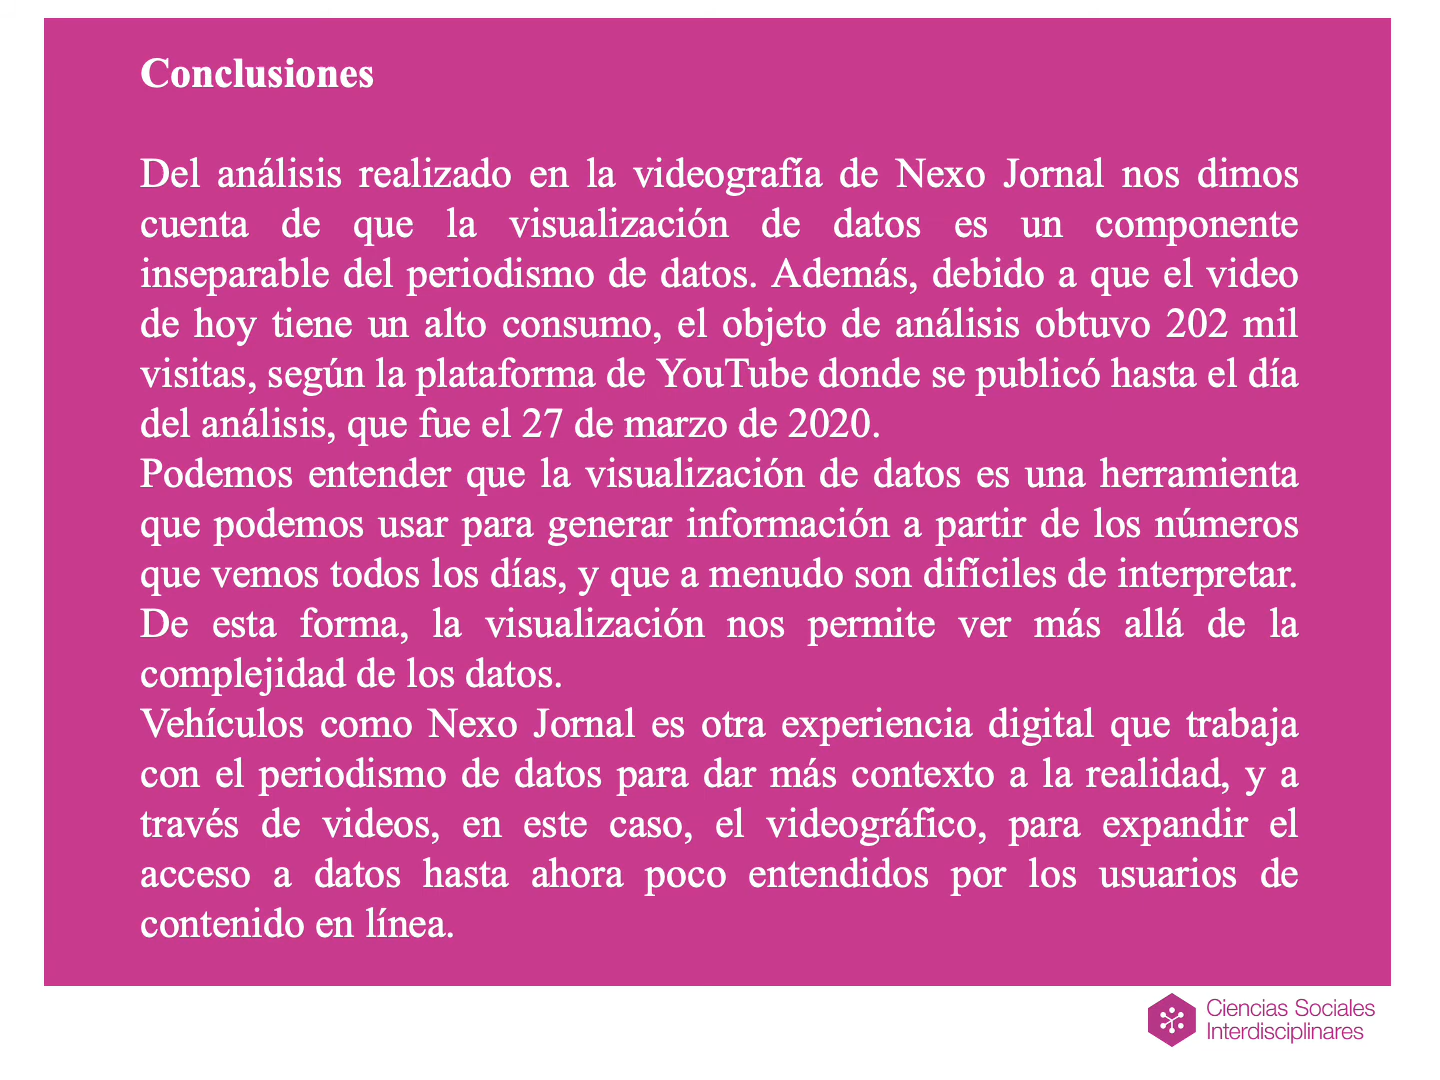 Conclusiones
Del análisis realizado en la videografía de Nexo Jornal nos dimos
cuenta de que la visualización de datos es un componente
inseparable del periodismo de datos. Además, debido a que el video
de hoy tiene un alto consumo, el objeto de análisis obtuvo 202 mil
visitas, según la plataforma de YouTube donde se publicó hasta el día
del análisis, que fue el 27 de marzo de 2020.
Podemos entender que la visualización de datos es una herramienta
que podemos usar para generar información a partir de los números
que vemos todos los días, y que a menudo son difíciles de interpretar.
De esta forma, la visualización nos permite ver más allá de la
complejidad de los datos.
Vehículos como Nexo Jornal es otra experiencia digital que trabaja
con el periodismo de datos para dar más contexto a la realidad, y a
través de videos, en este caso, el videográfico, para expandir el
acceso a datos hasta ahora poco entendidos por los usuarios de
contenido en línea.
Ciencias Sociales
Interdisciplinares